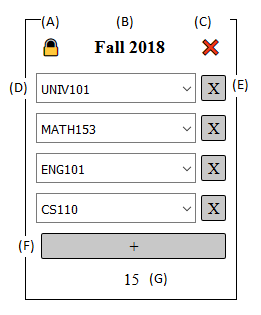 (A) (B) (C)
Fall 2018
(D) UNIV101 X (E)
MATH153 X
ENG101 X
CS110 X
(F) +
15 (G)